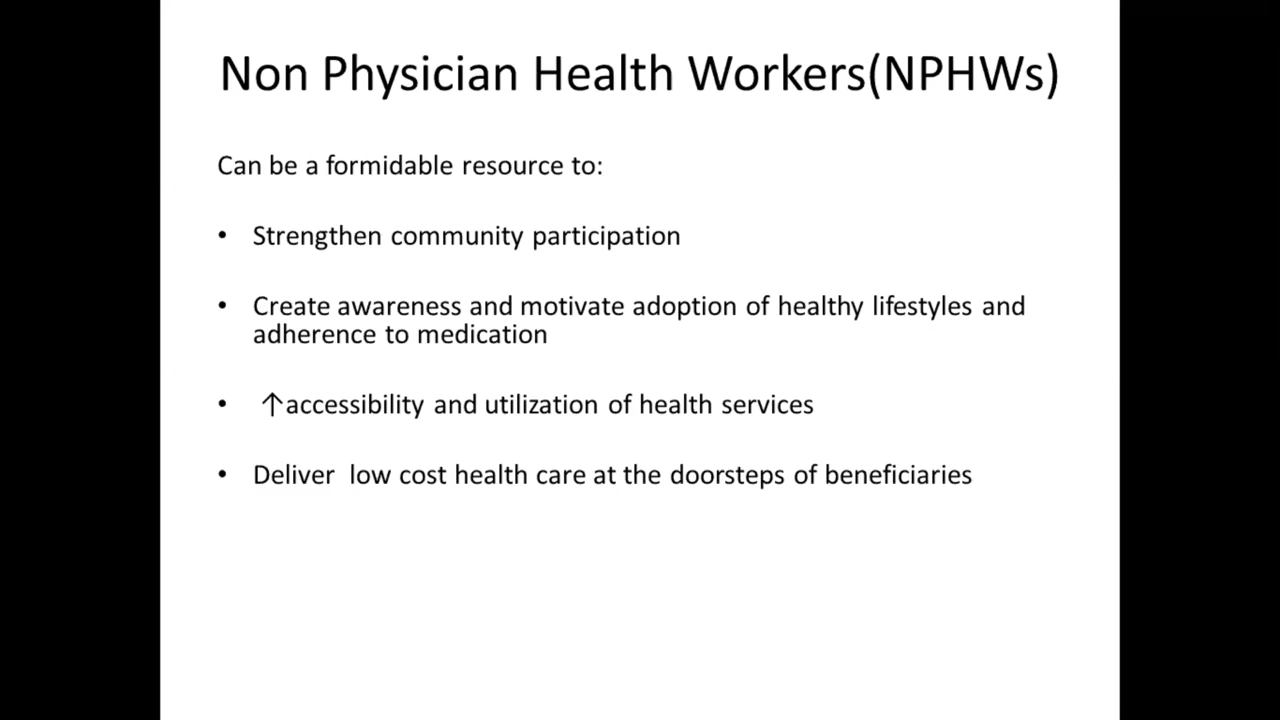 Non Physician Health Workers(NPHWs)
Can be a formidable resource to:
• Strengthen community participation
• Create awareness and motivate adoption of healthy lifestyles and
adherence to medication
• ↑accessibility and utilization of health services
• Deliver low cost health care at the doorsteps of beneficiaries